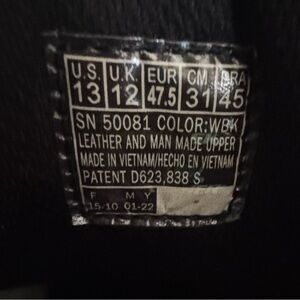 U.S. U.K. EUR CM BRA
13 12 47.5 31 45
SN 50081 COLOR:WBK
LEATHER AND MAN MADE UPPER
MADE IN VIETNAM/HECHO EN VIETNAM
PATENT D623,838 S
F M Y
15-10 01-22